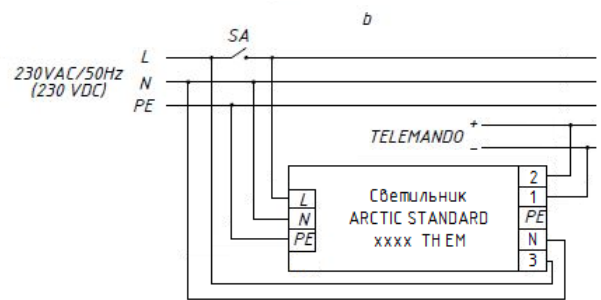 b
SA
L
230VAC/50Hz
(230 VDC)
N
PE
TELEMANDO + −
2
Светильник
1
L
ARCTIC STANDARD
PE
N
xxxx TH EM
N
PE
3